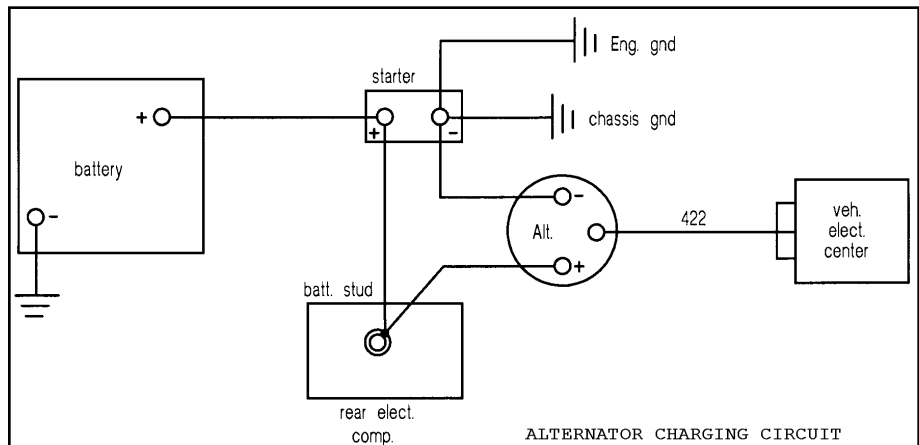 Eng. gnd
starter
chassis gnd
+
+
-
battery
-
-
422
veh.
elect.
center
Alt.
+
batt. stud
rear elect.
comp.
ALTERNATOR CHARGING CIRCUIT